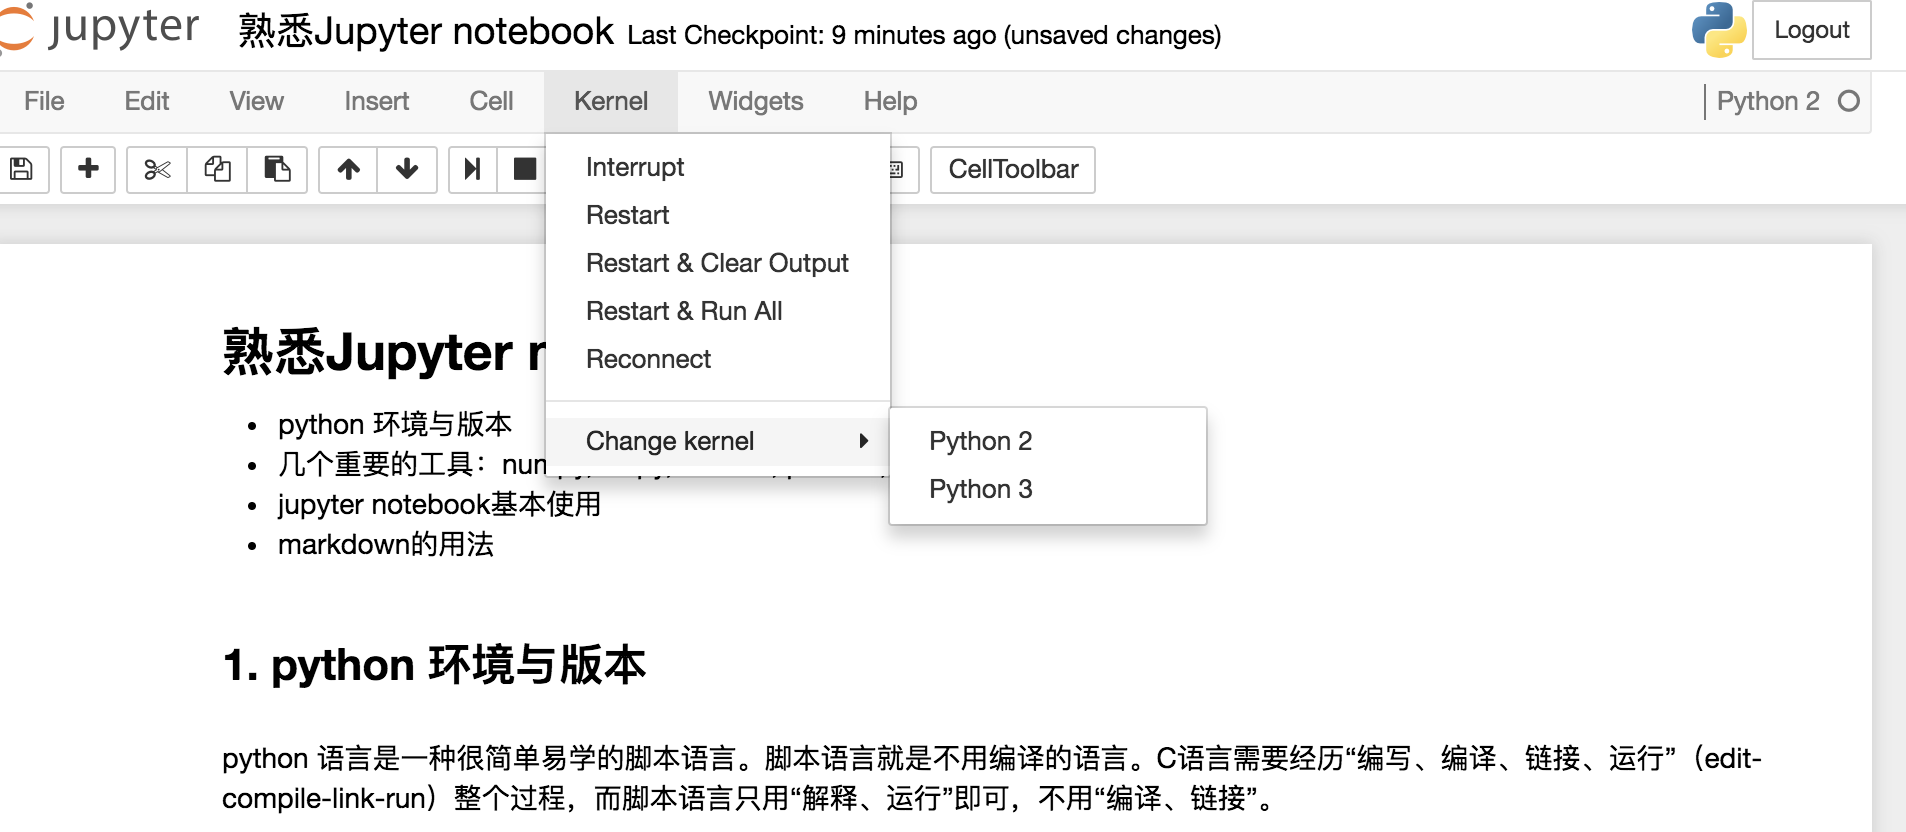 jupyter 熟悉Jupyter notebook Last Checkpoint: 9 minutes ago (unsaved changes) Logout
File Edit View Insert Cell Kernel Widgets Help Python 2
CellToolbar
Interrupt
Restart
Restart & Clear Output
Restart & Run All
Reconnect
Change kernel
Python 2
Python 3
熟悉Jupyter
python 环境与版本
几个重要的工具：
jupyter notebook基本使用
markdown的用法
1. python 环境与版本
python 语言是一种很简单易学的脚本语言。脚本语言就是不用编译的语言。C语言需要经历“编写、编译、链接、运行”（edit-
compile-link-run）整个过程，而脚本语言只用“解释、运行”即可，不用“编译、链接”。